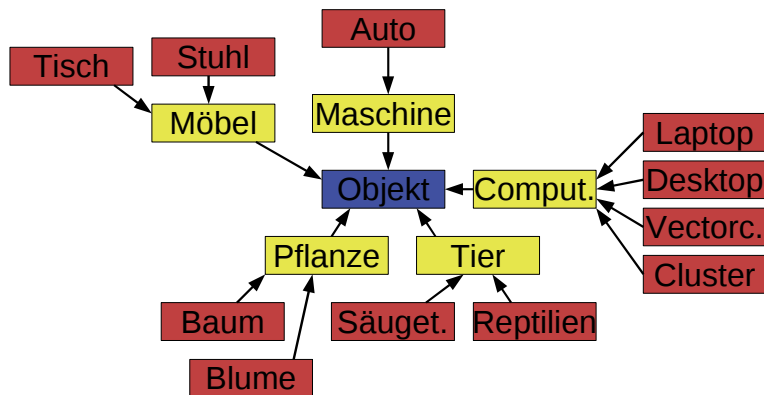 Auto
Stuhl
Tisch
Möbel
Maschine
Laptop
Objekt
Comput.
Desktop
Vectorc.
Pflanze
Tier
Cluster
Baum
Säuget.
Reptilien
Blume